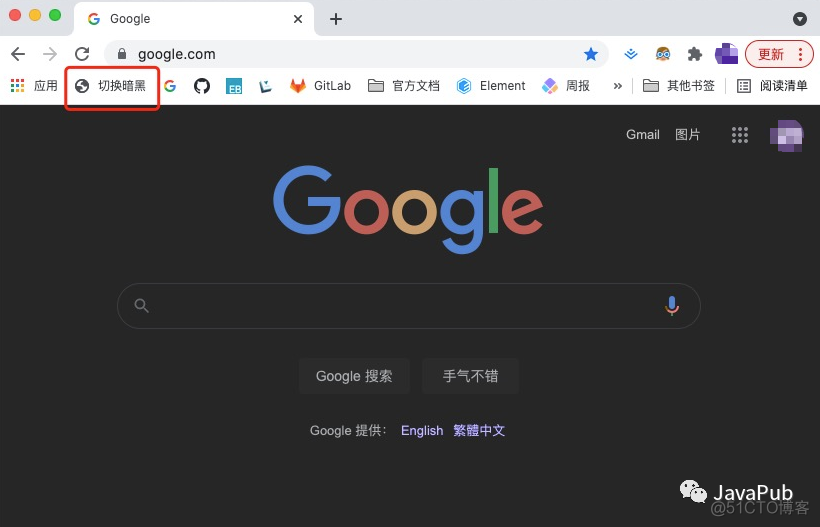 Google
google.com
更新
应用 切换暗黑 EB GitLab 官方文档 Element 周报 » 其他书签 阅读清单
Gmail 图片
Google
Google 搜索 手气不错
Google 提供： English 繁體中文
JavaPub
@51CTO博客